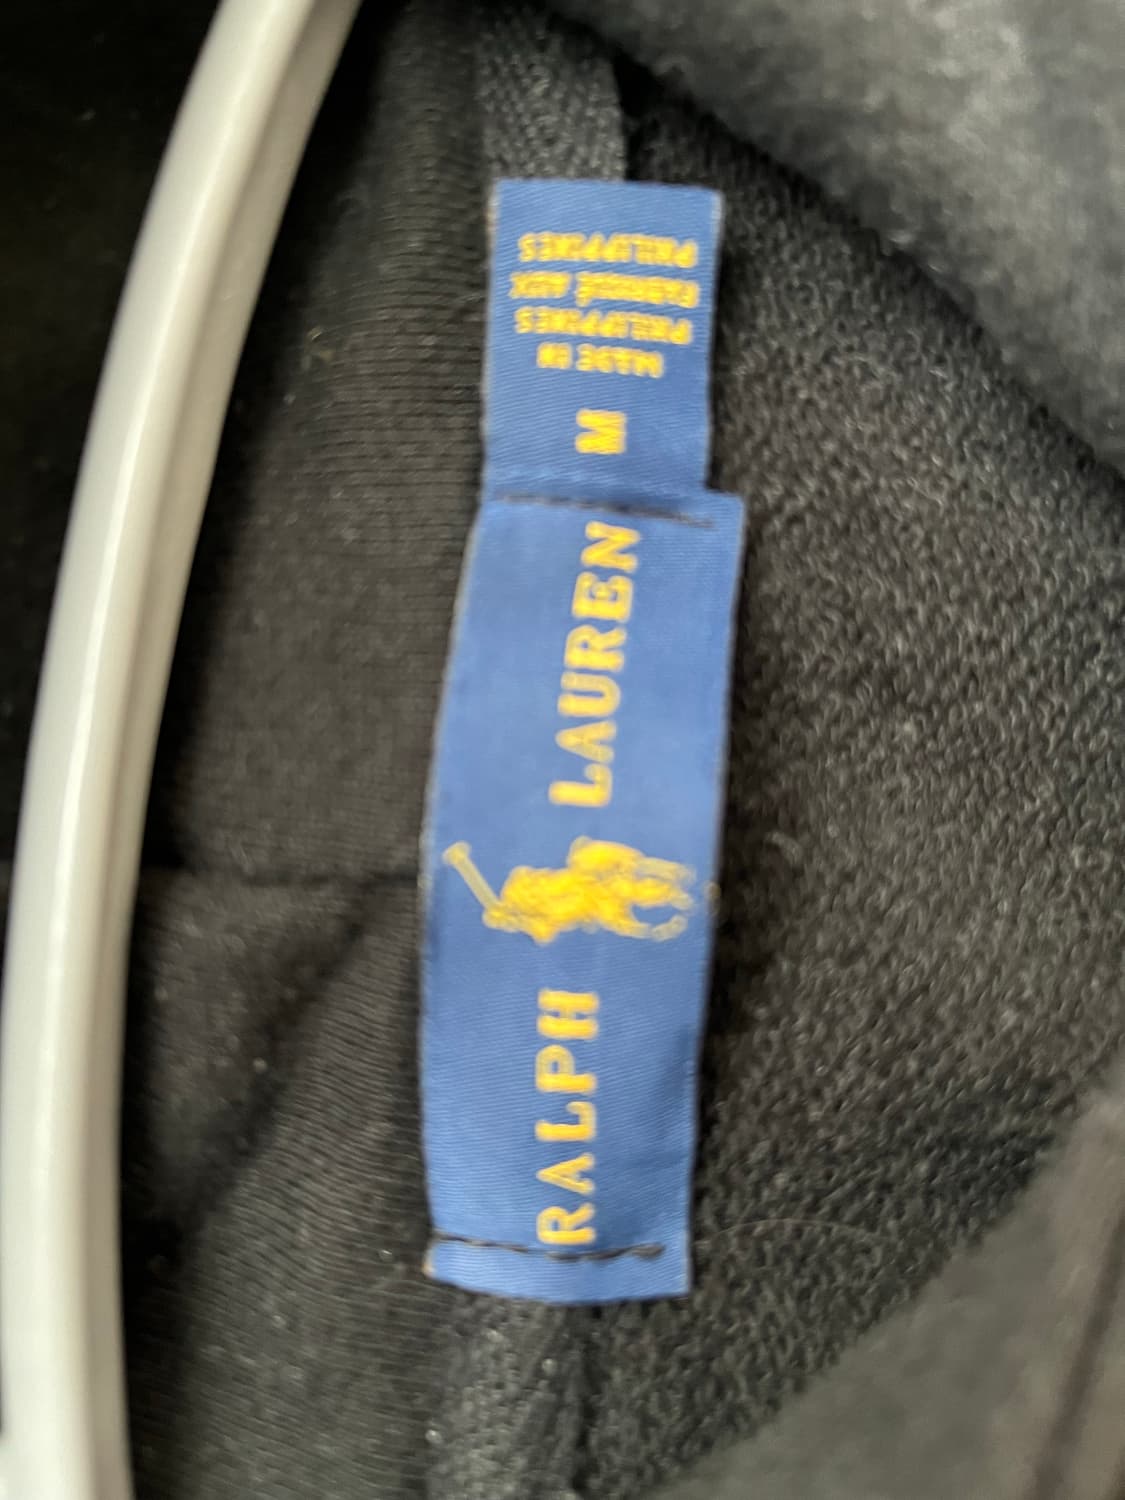 RALPH LAUREN
M
MADE IN
PHILIPPINES
FABRIQUÉ AUX
PHILIPPINES